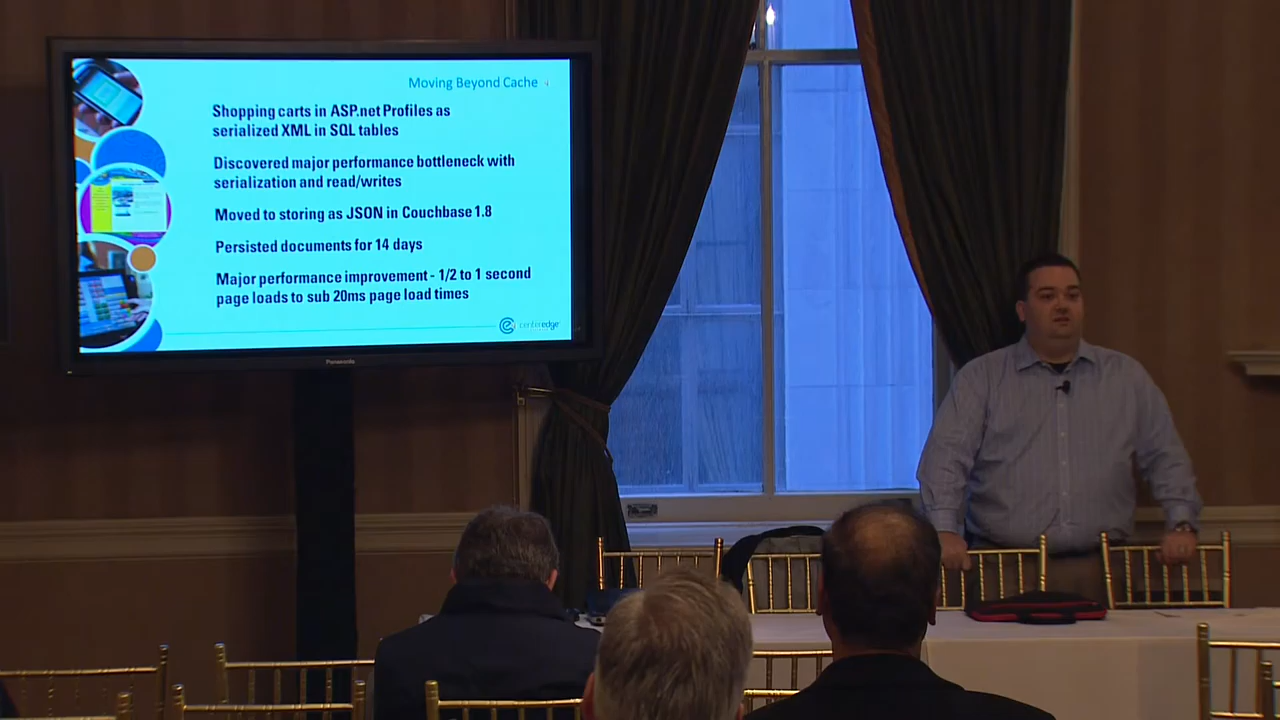 Moving Beyond Cache
Shopping carts in ASP.net Profiles as
serialized XML in SQL tables
Discovered major performance bottleneck with
serialization and read/writes
Moved to storing as JSON in Couchbase 1.8
Persisted documents for 14 days
Major performance improvement - 1/2 to 1 second
page loads to sub 20ms page load times
centeredge
Panasonic